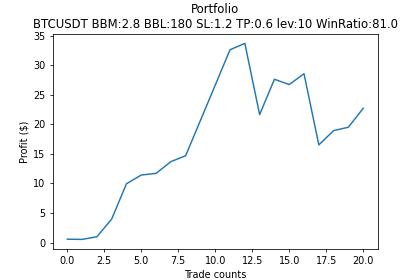 Portfolio
BTCUSDT BBM:2.8 BBL:180 SL:1.2 TP:0.6 lev:10 WinRatio:81.0
35
30
25
20
15
10
5
0
Profit ($)
0.0 2.5 5.0 7.5 10.0 12.5 15.0 17.5 20.0
Trade counts